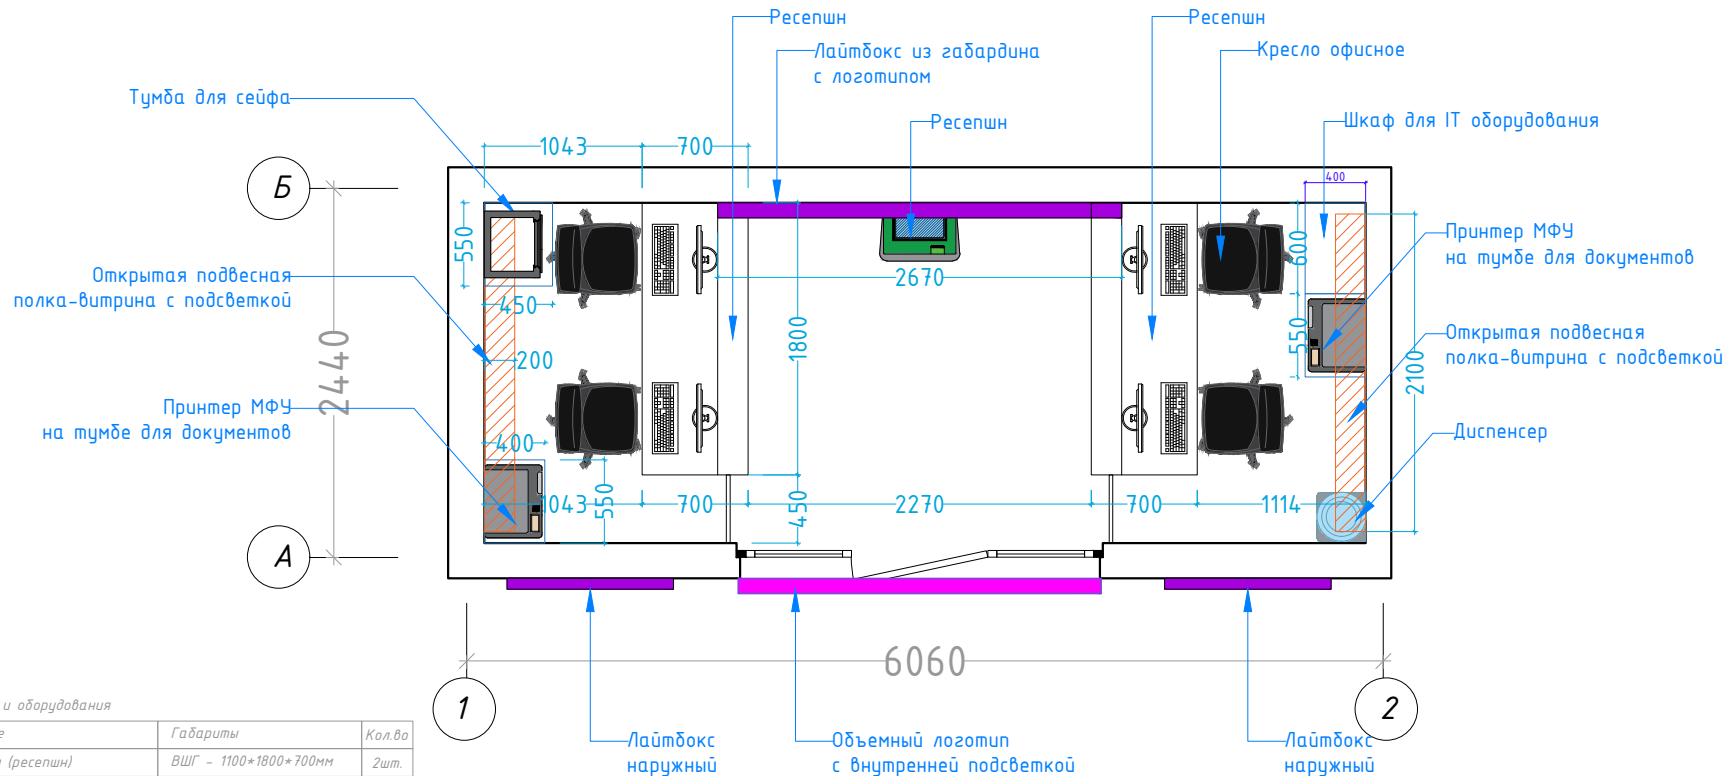 Ресепшн
Ресепшн
Лайтбокс из габардина
с логотипом
Кресло офисное
Тумба для сейфа
Ресепшн
Шкаф для IT оборудования
1043
700
400
Б
550
600
Принтер МФУ
на тумбе для документов
Открытая подвесная
полка-витрина с подсветкой
2670
450
1800
550
200
Открытая подвесная
полка-витрина с подсветкой
2440
2100
Принтер МФУ
на тумбе для документов
400
Диспенсер
1043
550
700
450
2270
700
1114
А
6060
1
2
и оборудования
е
Габариты
Кол.во
(ресепшн)
ВШГ - 1100*1800*700мм
2шт.
Лайтбокс
наружный
Объемный логотип
с внутренней подсветкой
Лайтбокс
наружный